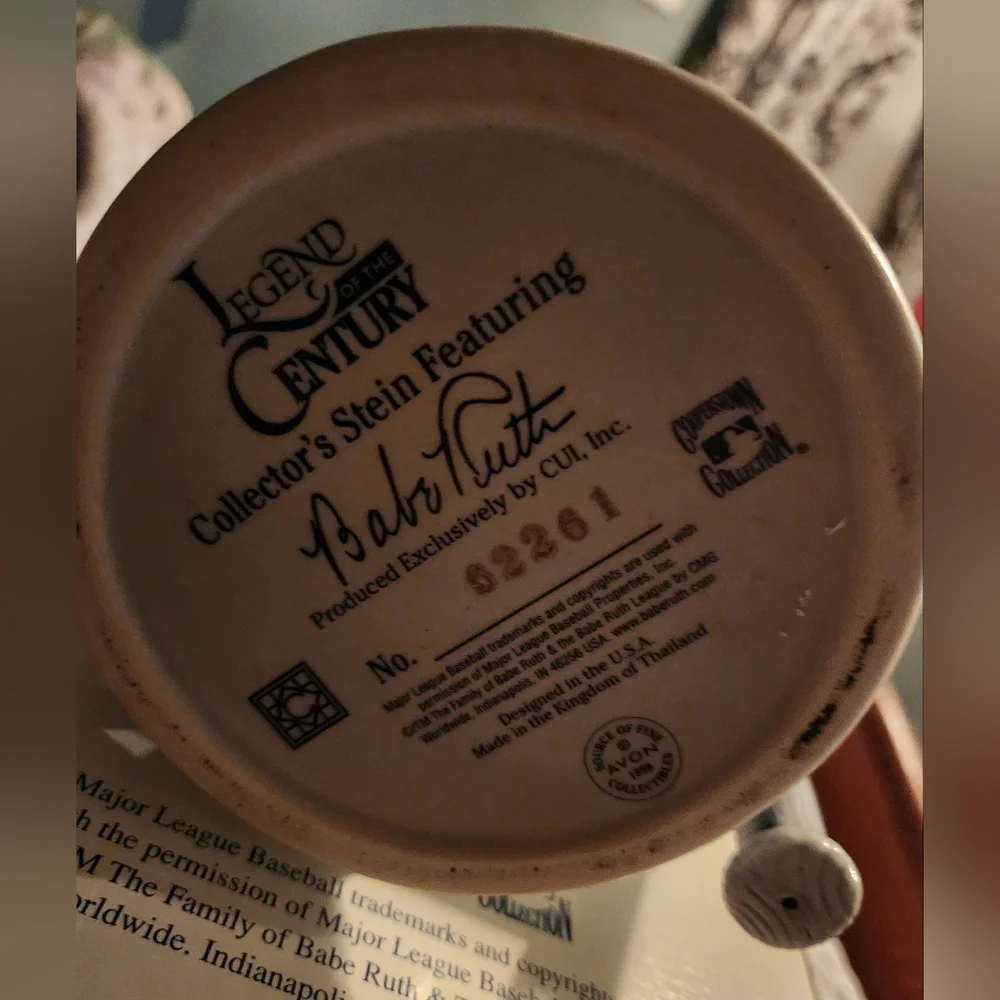 LEGEND
OF THE
CENTURY
Collector's Stein Featuring
Babe Ruth
Produced Exclusively by CUI, Inc.
COOPERSTOWN
COLLECTION®
62261
No.
Major League Baseball trademarks and copyrights are used with
permission of Major League Baseball Properties, Inc.
©/TM The Family of Babe Ruth & the Babe Ruth League by CMG
Worldwide, Indianapolis, IN 46256 USA www.baberuth.com
Designed in the U.S.A.
Made in the Kingdom of Thailand
SOURCE OF FINE
© AVON
COLLECTIBLES
Major League Baseball trademarks and copyrights
the permission of Major League
M The Family of Babe Ruth &
orldwide. Indianapoli
COLLECTION